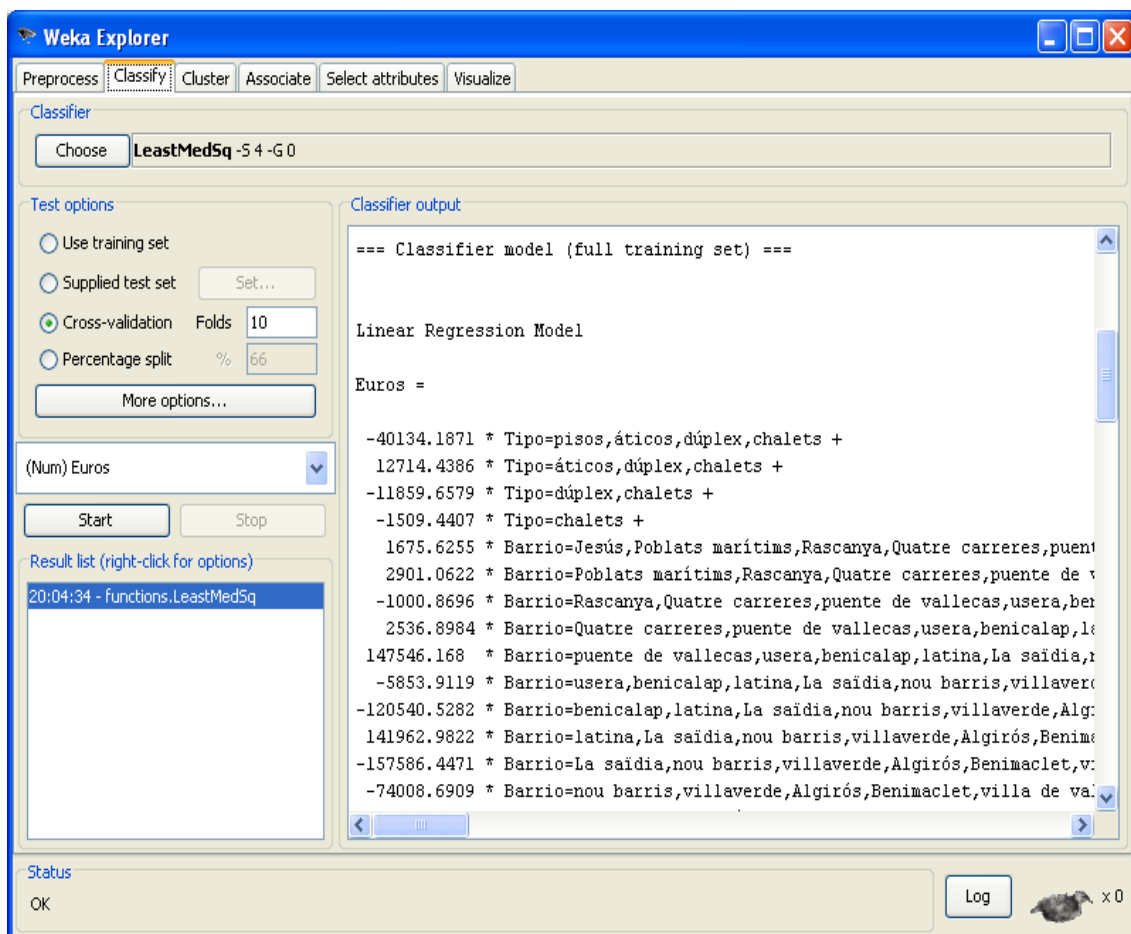 Weka Explorer
Preprocess Classify Cluster Associate Select attributes Visualize
Classifier
Choose LeastMedSq -S 4 -G 0
Test options
Use training set
Supplied test set Set...
Cross-validation Folds 10
Percentage split % 66
More options...
(Num) Euros
Start Stop
Result list (right-click for options)
20:04:34 - functions.LeastMedSq
Classifier output
=== Classifier model (full training set) ===
Linear Regression Model
Euros =
-40134.1871 * Tipo=pisos,áticos,dúplex,chalets +
12714.4386 * Tipo=áticos,dúplex,chalets +
-11859.6579 * Tipo=dúplex,chalets +
-1509.4407 * Tipo=chalets +
1675.6255 * Barrio=Jesús,Poblats marítims,Rascanya,Quatre carreres,puent
2901.0622 * Barrio=Poblats marítims,Rascanya,Quatre carreres,puente de
-1000.8696 * Barrio=Rascanya,Quatre carreres,puente de vallecas,usera,ben
2536.8984 * Barrio=Quatre carreres,puente de vallecas,usera,benicalap,la
147546.168 * Barrio=puente de vallecas,usera,benicalap,latina,La saïdia,
-5853.9119 * Barrio=usera,benicalap,latina,La saïdia,nou barris,villaverd
-120540.5282 * Barrio=benicalap,latina,La saïdia,nou barris,villaverde,Alg
141962.9822 * Barrio=latina,La saïdia,nou barris,villaverde,Algirós,Benima
-157586.4471 * Barrio=La saïdia,nou barris,villaverde,Algirós,Benimaclet,v
-74008.6909 * Barrio=nou barris,villaverde,Algirós,Benimaclet,villa de va
Status
OK
Log
x 0